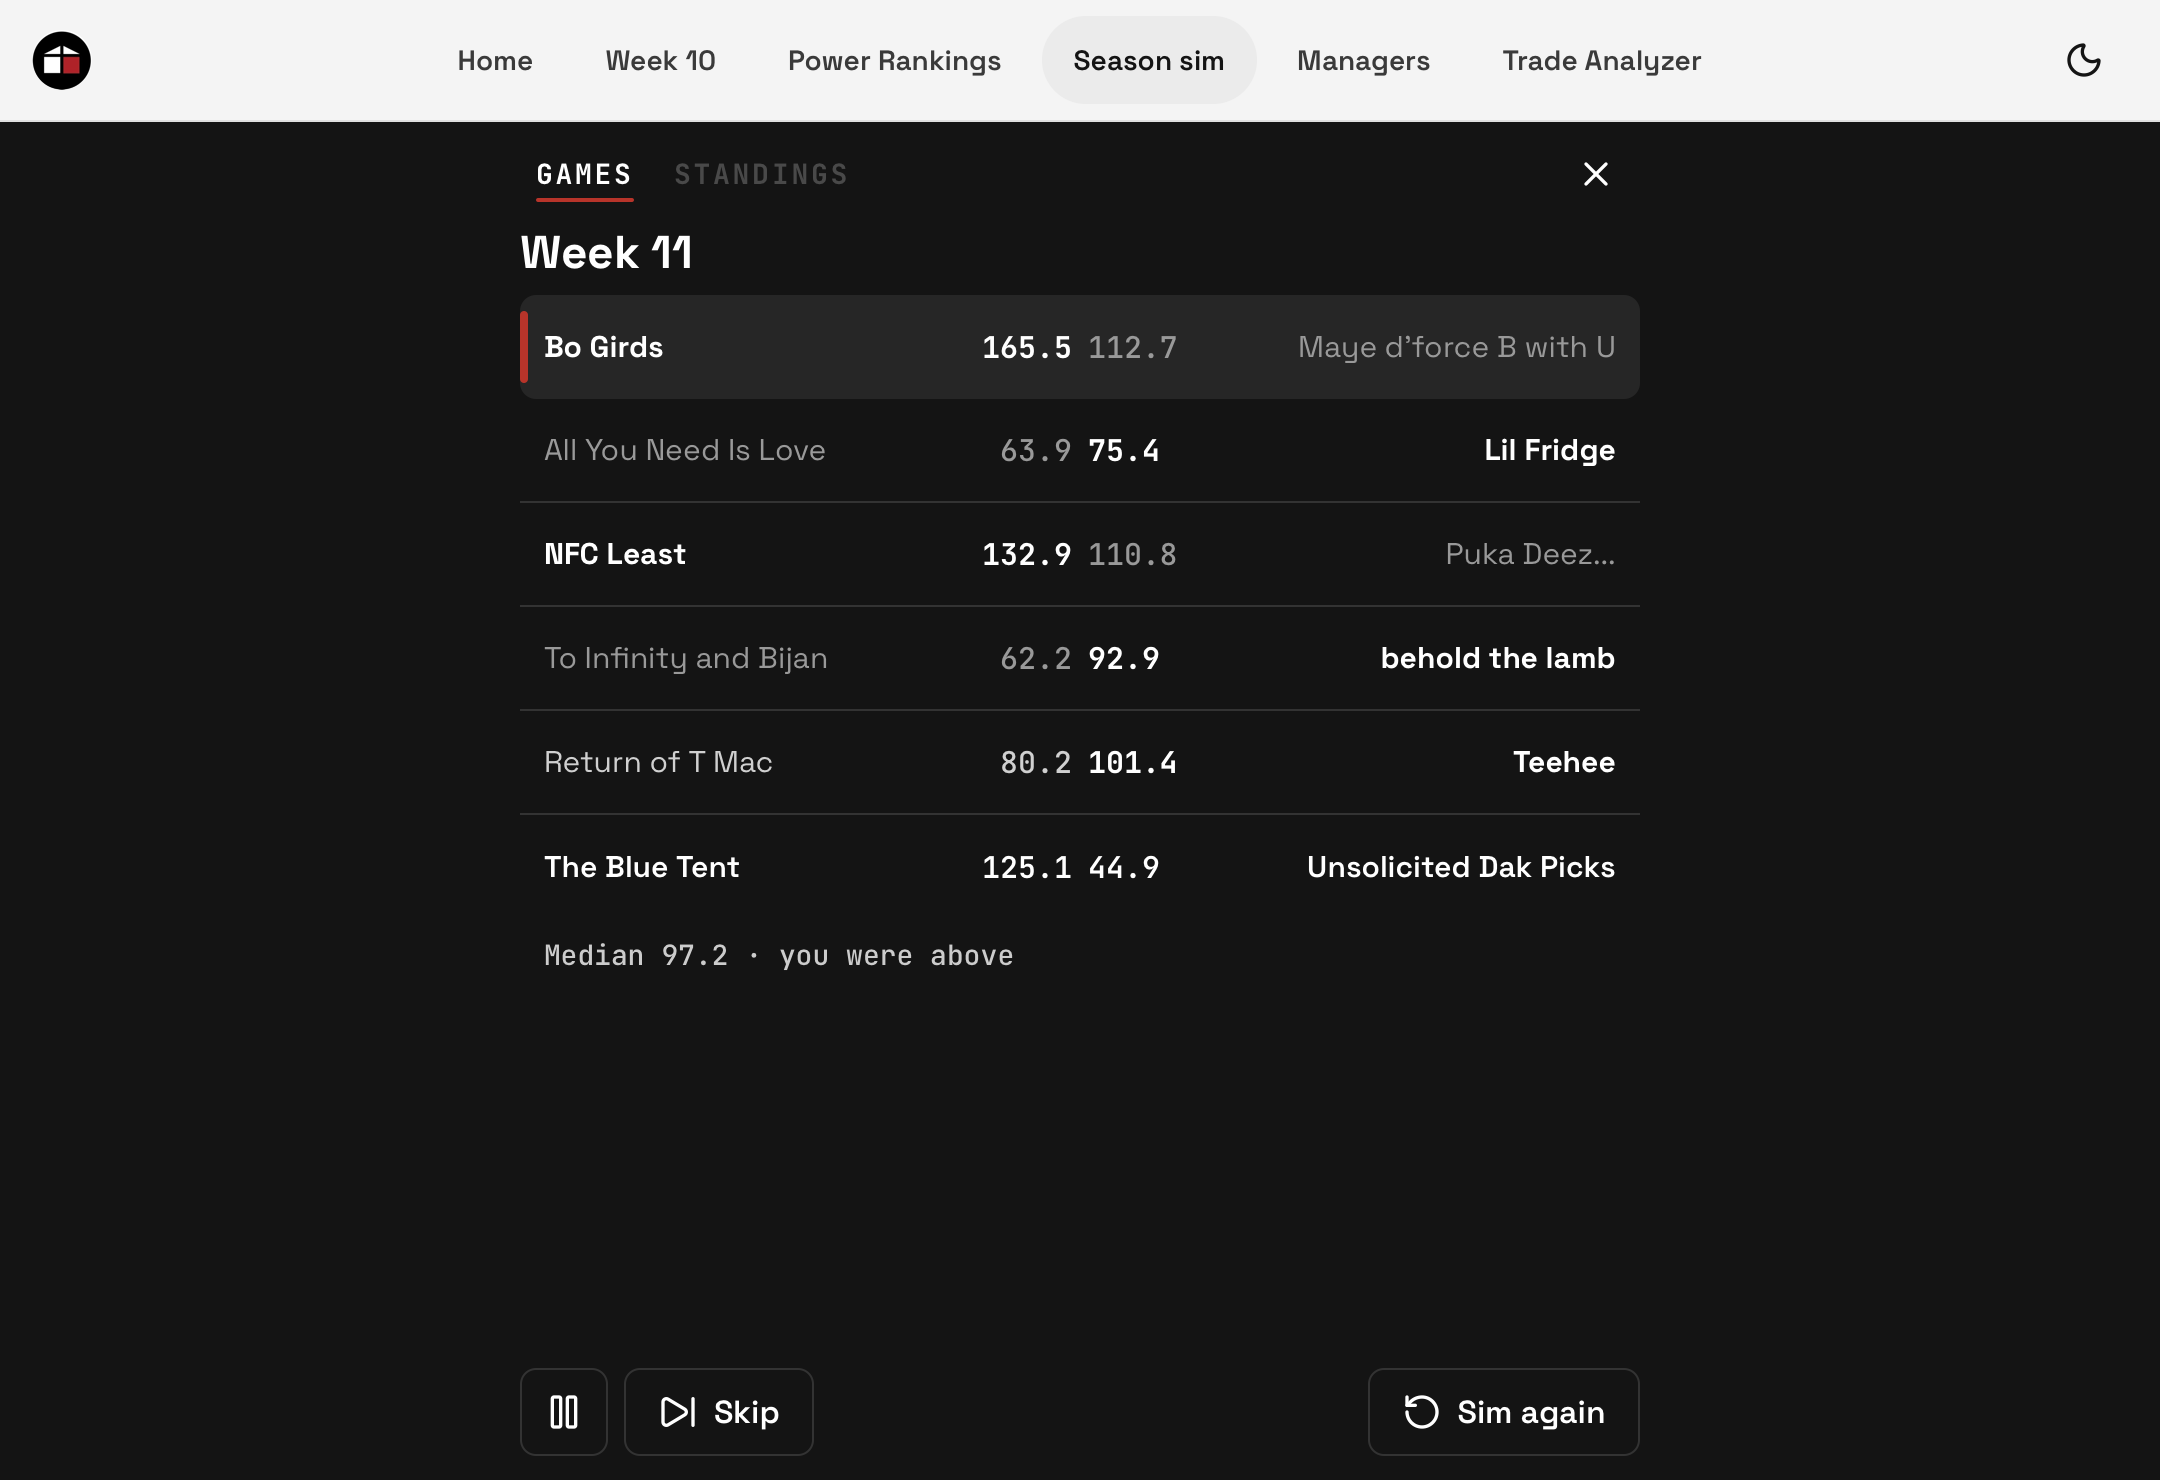 Home Week 10 Power Rankings Season sim Managers Trade Analyzer
GAMES STANDINGS
Week 11
Bo Girds 165.5 112.7 Maye d'force B with U
All You Need Is Love 63.9 75.4 Lil Fridge
NFC Least 132.9 110.8 Puka Deez...
To Infinity and Bijan 62.2 92.9 behold the lamb
Return of T Mac 80.2 101.4 Teehee
The Blue Tent 125.1 44.9 Unsolicited Dak Picks
Median 97.2 · you were above
Skip Sim again